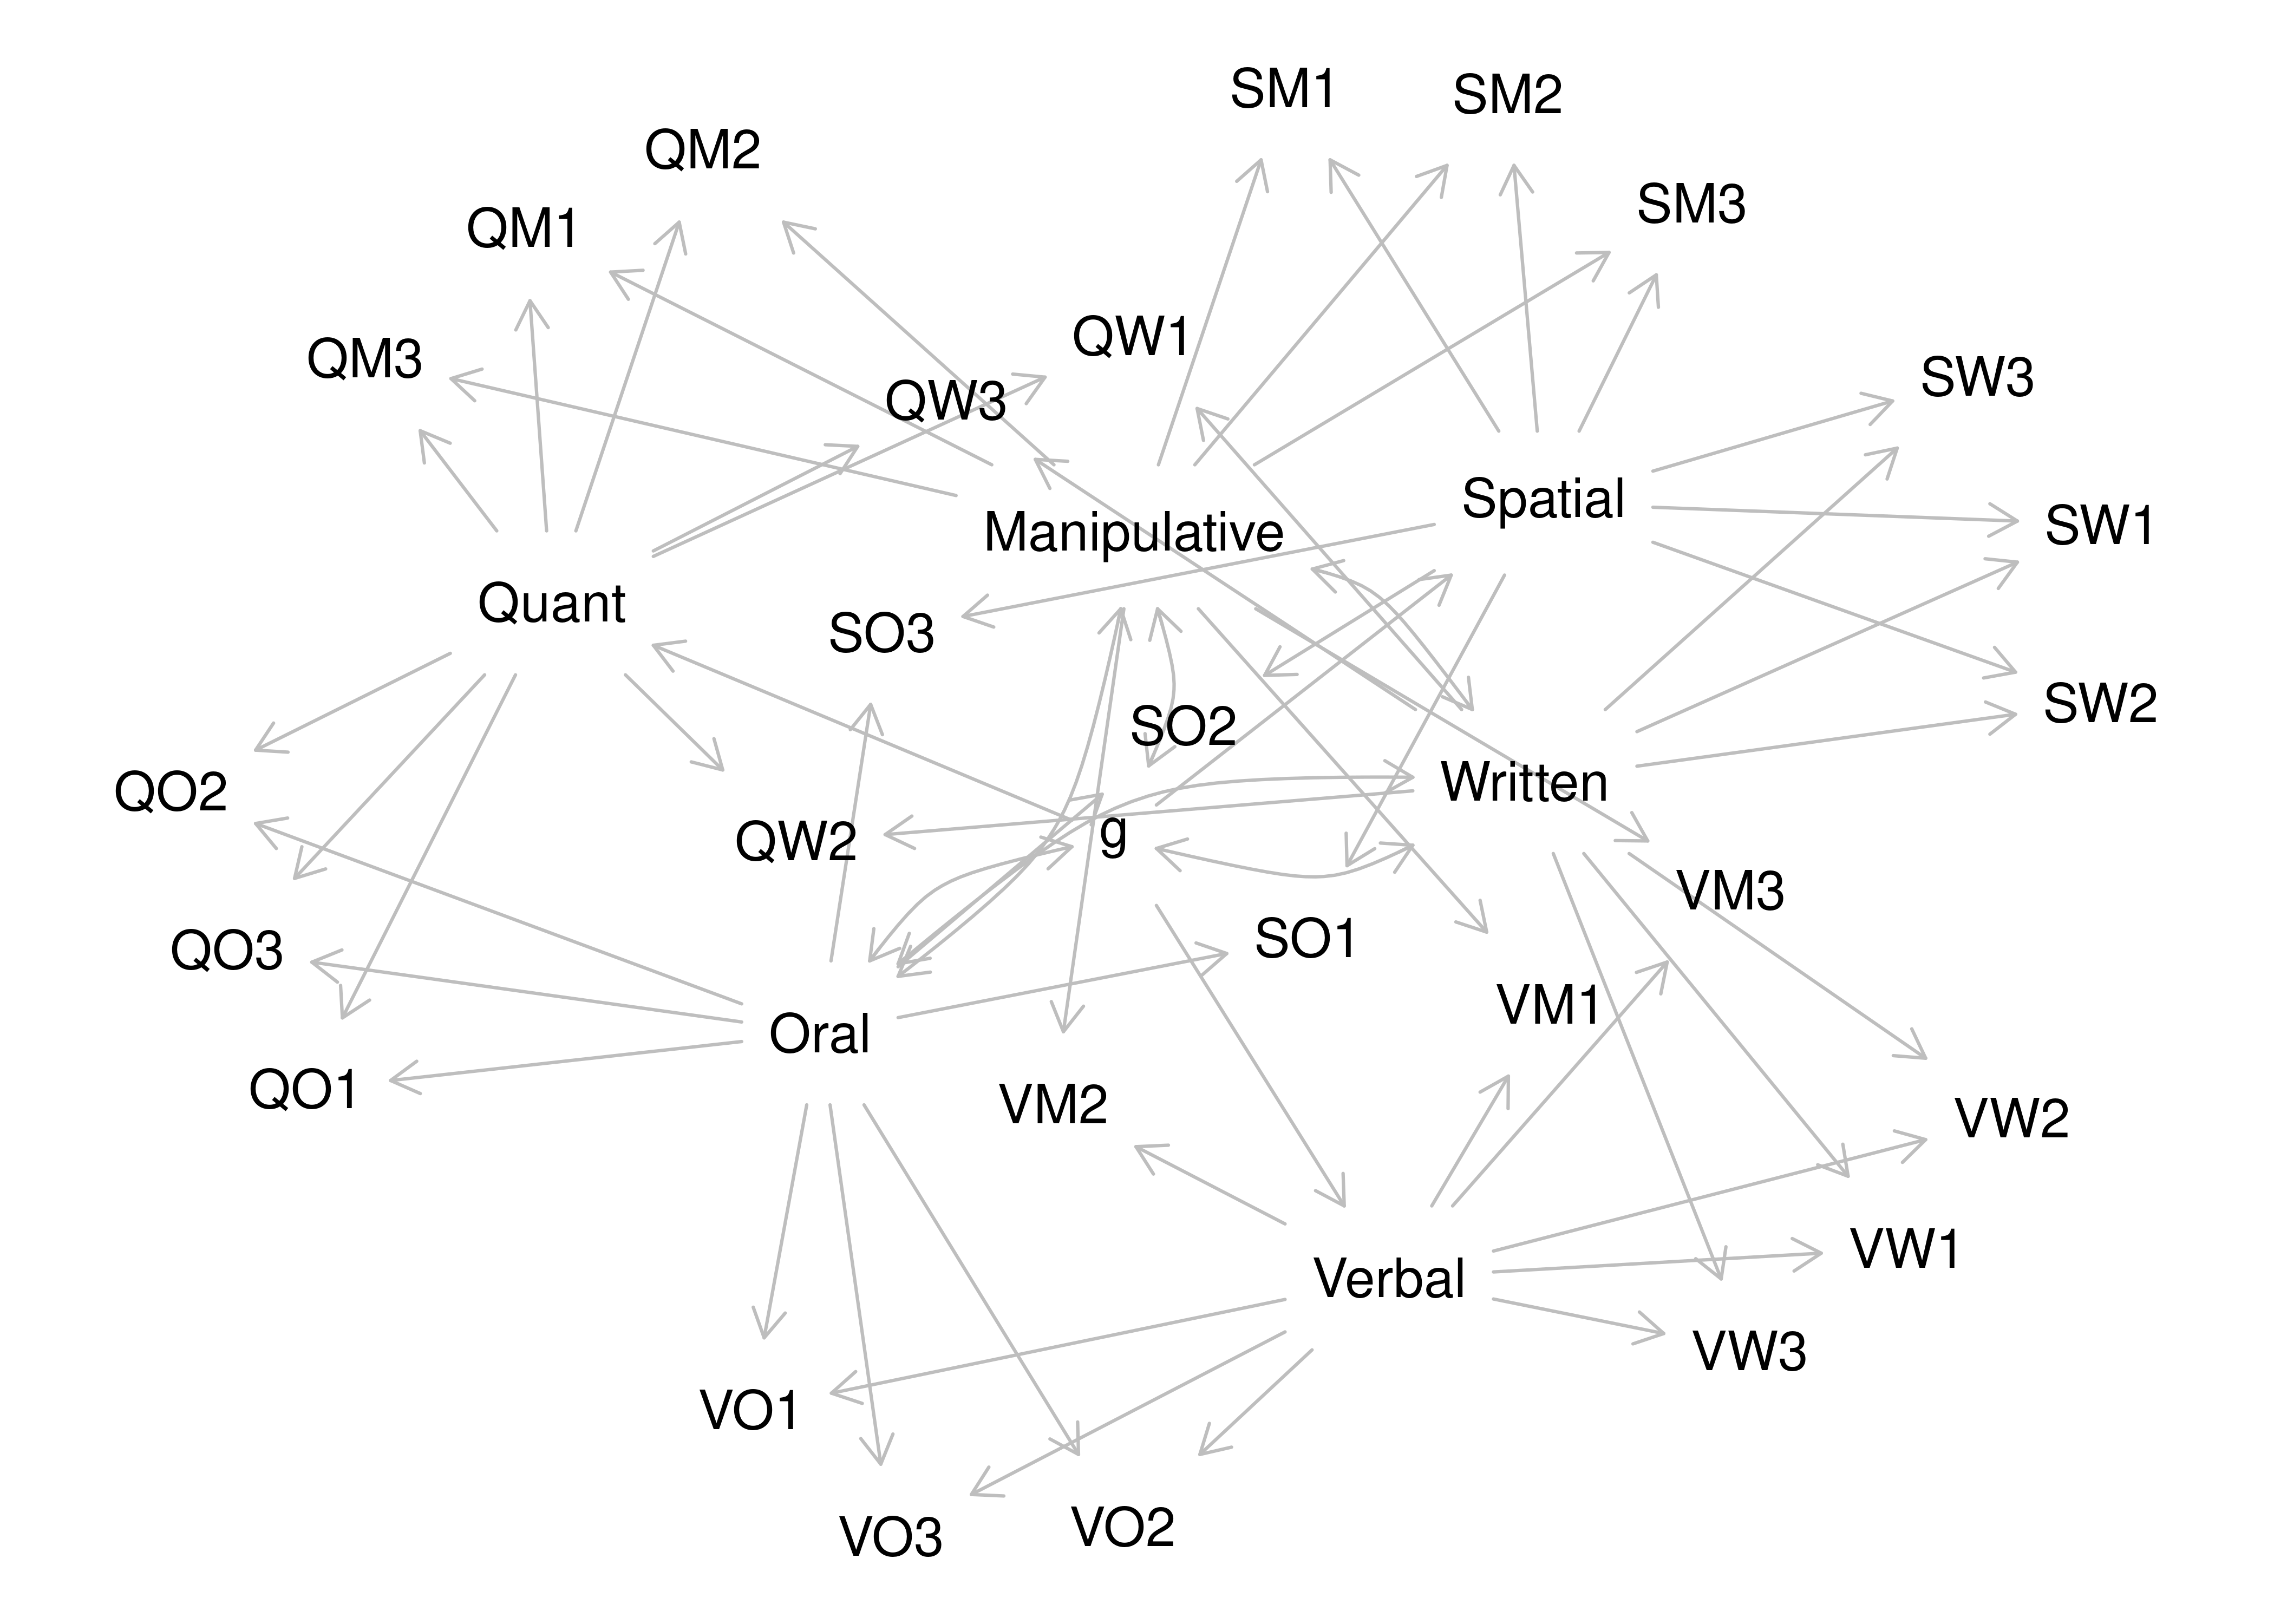 SM1
SM2
QM2
SM3
QM1
QW1
QM3
SW3
QW3
Spatial
SW1
Manipulative
Quant
SO3
SW2
SO2
Written
QO2
QW2
g
VM3
SO1
QO3
VM1
Oral
QO1
VM2
VW2
VW1
Verbal
VW3
VO1
VO2
VO3